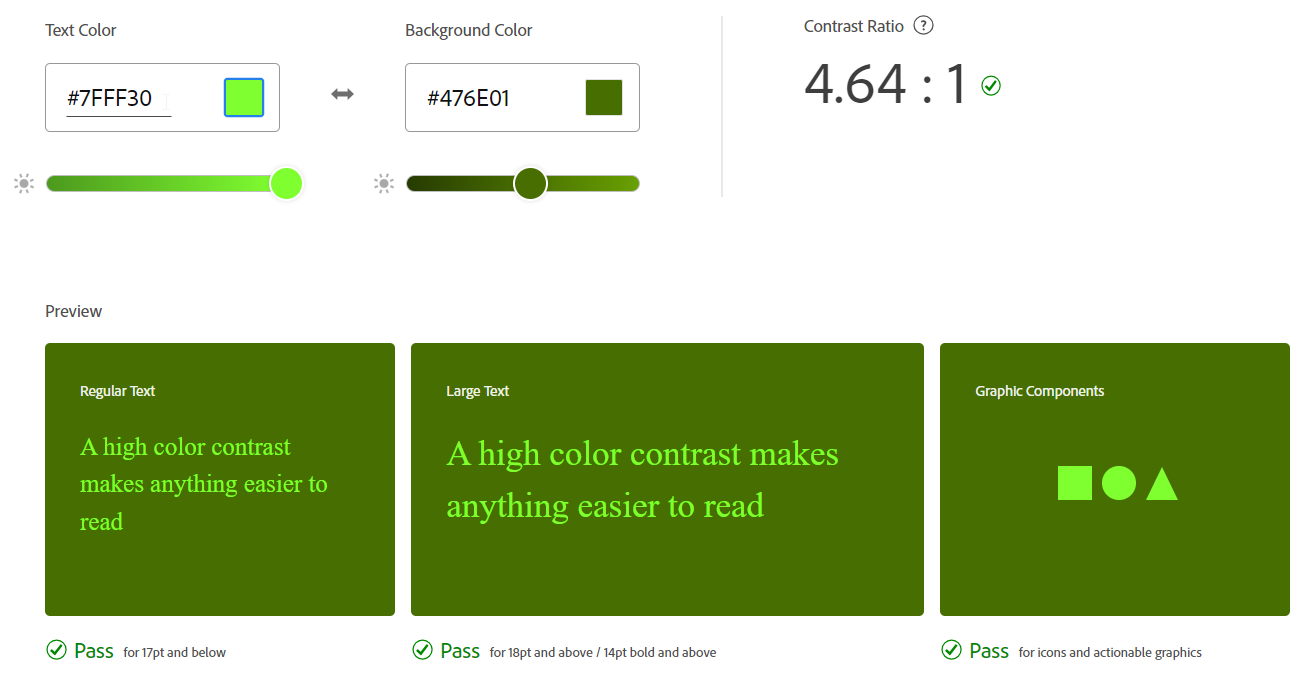 Text Color
Background Color
Contrast Ratio ?
#7FFF30
#476E01
4.64 : 1
Preview
Regular Text
A high color contrast
makes anything easier to
read
Large Text
A high color contrast makes
anything easier to read
Graphic Components
Pass for 17pt and below
Pass for 18pt and above / 14pt bold and above
Pass for icons and actionable graphics